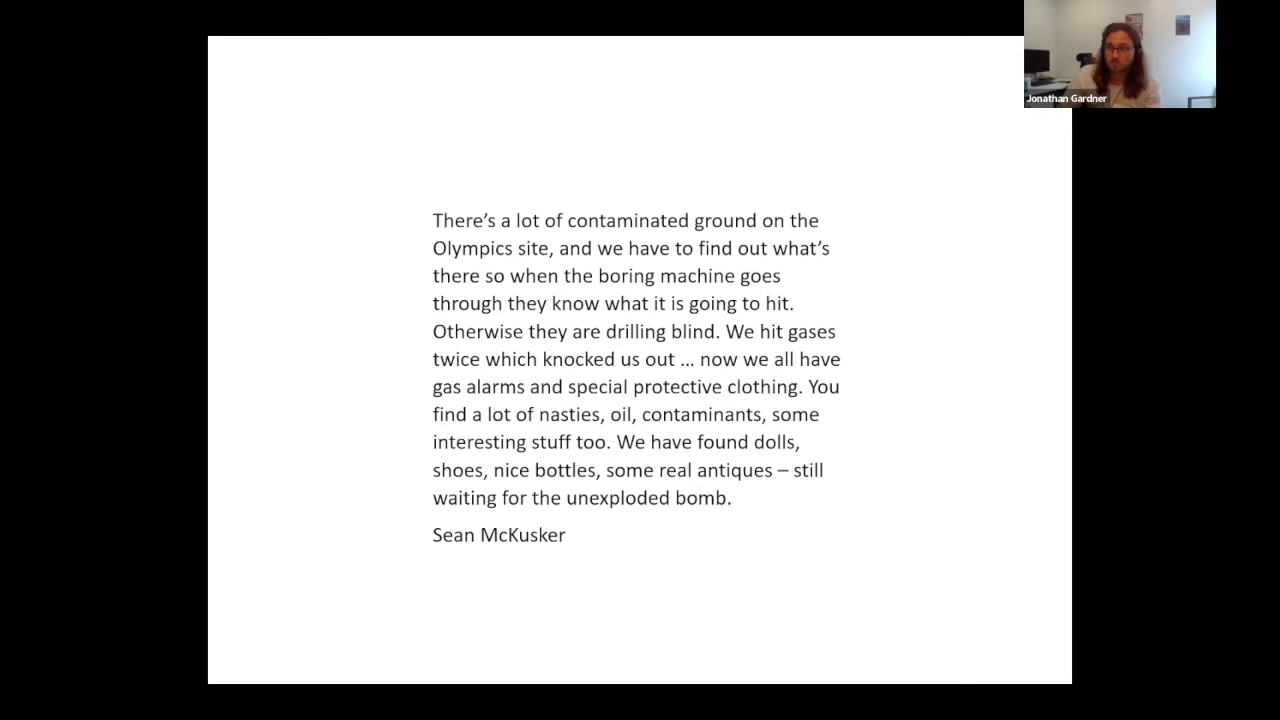 Jonathan Gardner
There’s a lot of contaminated ground on the
Olympics site, and we have to find out what’s
there so when the boring machine goes
through they know what it is going to hit.
Otherwise they are drilling blind. We hit gases
twice which knocked us out … now we all have
gas alarms and special protective clothing. You
find a lot of nasties, oil, contaminants, some
interesting stuff too. We have found dolls,
shoes, nice bottles, some real antiques – still
waiting for the unexploded bomb.
Sean McKusker